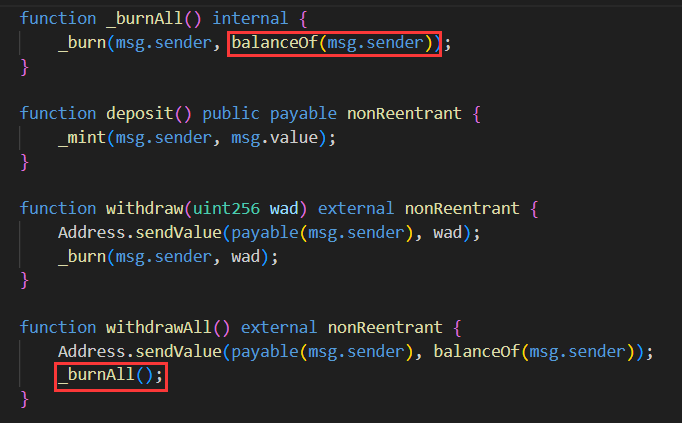 function _burnAll() internal {
_burn(msg.sender, balanceOf(msg.sender));
}
function deposit() public payable nonReentrant {
_mint(msg.sender, msg.value);
}
function withdraw(uint256 wad) external nonReentrant {
Address.sendValue(payable(msg.sender), wad);
_burn(msg.sender, wad);
}
function withdrawAll() external nonReentrant {
Address.sendValue(payable(msg.sender), balanceOf(msg.sender));
_burnAll();
}